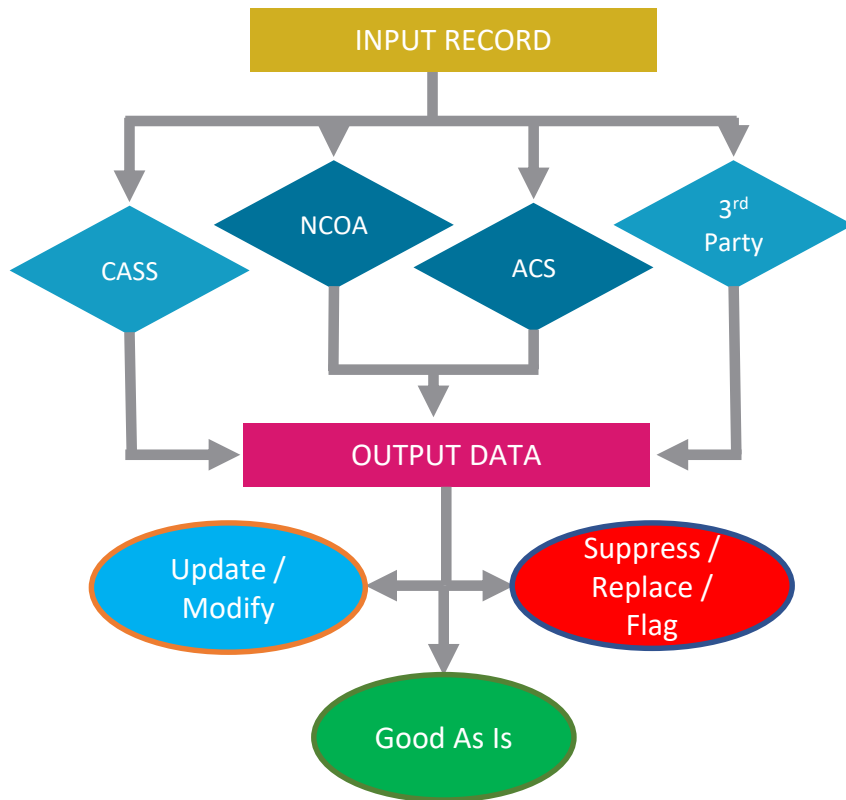 INPUT RECORD
CASS
NCOA
ACS
3rd
Party
OUTPUT DATA
Update /
Modify
Suppress /
Replace /
Flag
Good As Is